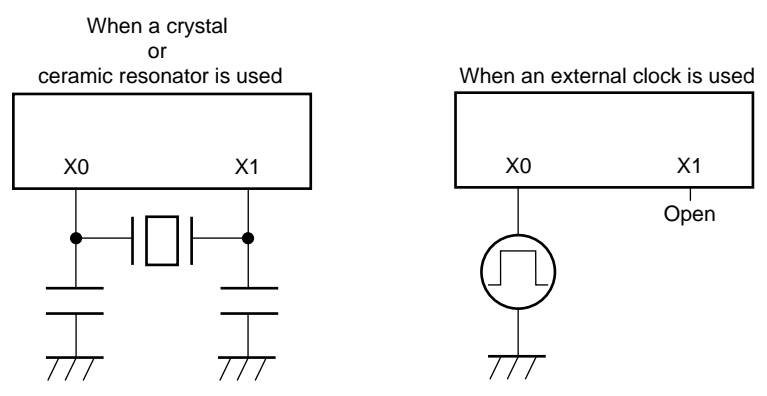 When a crystal
or
ceramic resonator is used
X0
X1
When an external clock is used
X0
X1
Open